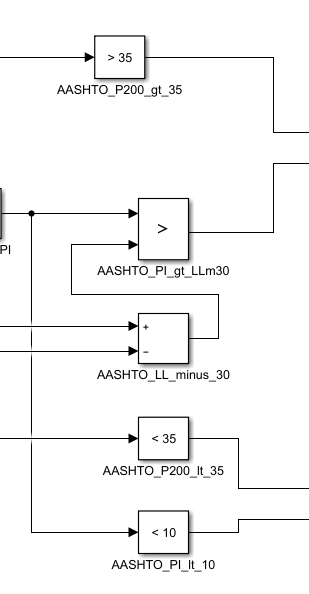 > 35
AASHTO_P200_gt_35
PI
>
AASHTO_PI_gt_LLm30
+
−
AASHTO_LL_minus_30
< 35
AASHTO_P200_lt_35
< 10
AASHTO_PI_lt_10